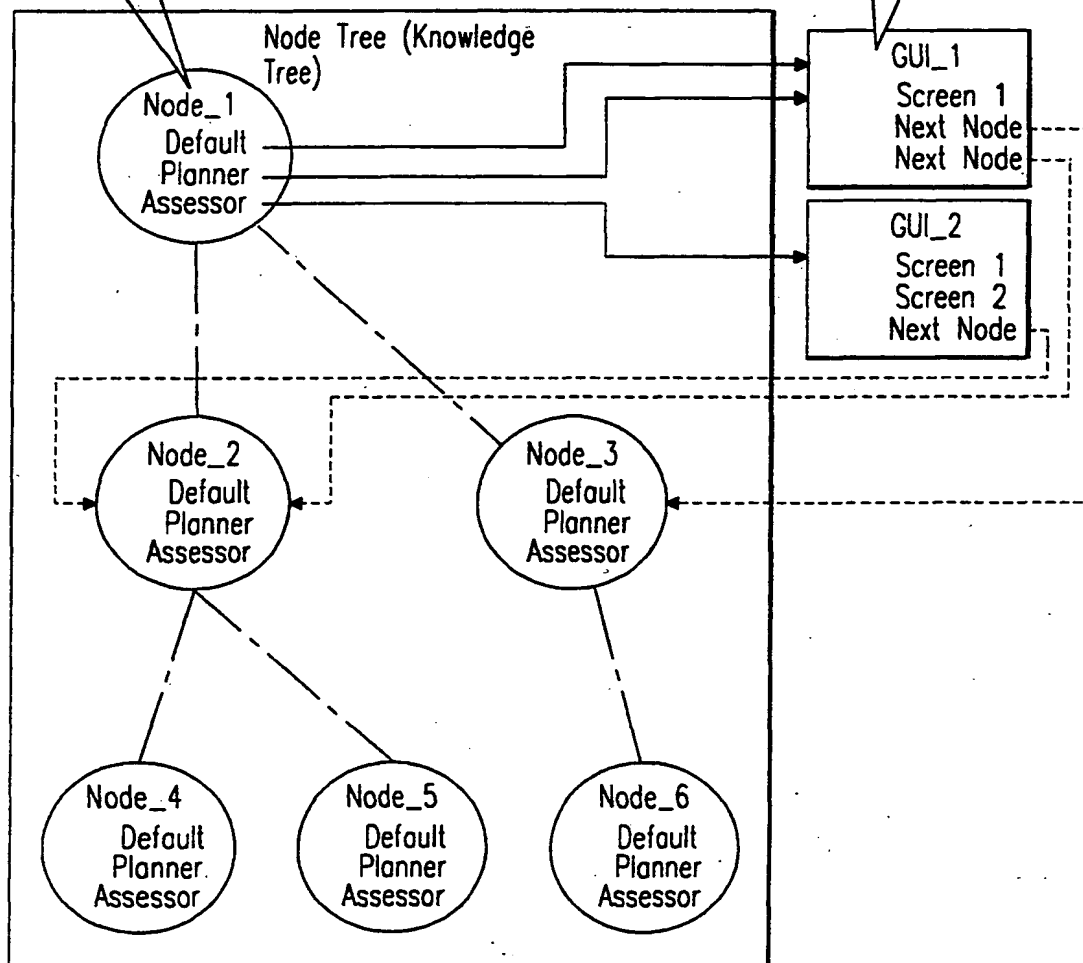 Node Tree (Knowledge
Tree)
Node_1
Default
Planner
Assessor
GUI_1
Screen 1
Next Node
Next Node
GUI_2
Screen 1
Screen 2
Next Node
Node_2
Default
Planner
Assessor
Node_3
Default
Planner
Assessor
Node_4
Default
Planner
Assessor
Node_5
Default
Planner
Assessor
Node_6
Default
Planner
Assessor